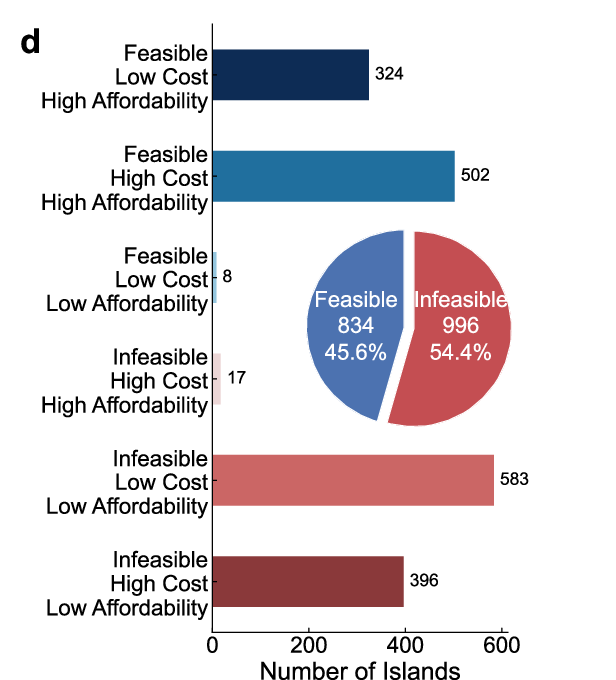 d
Feasible
Low Cost
High Affordability
324
Feasible
High Cost
High Affordability
502
Feasible
Low Cost
Low Affordability
8
Feasible
834
45.6%
Infeasible
996
54.4%
Infeasible
High Cost
High Affordability
17
Infeasible
Low Cost
Low Affordability
583
Infeasible
High Cost
Low Affordability
396
0 200 400 600
Number of Islands